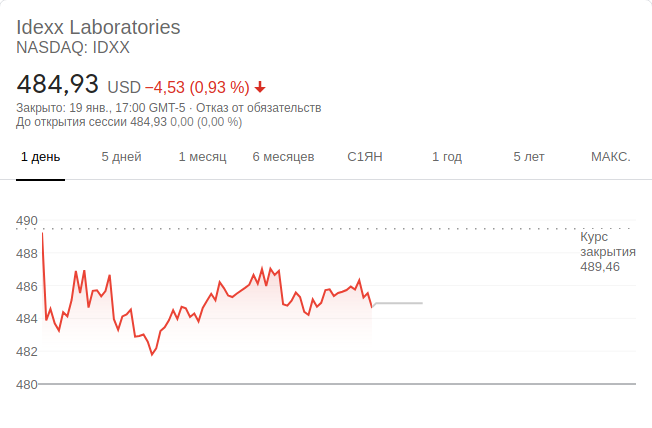 Idexx Laboratories
NASDAQ: IDXX
484,93 USD −4,53 (0,93 %)
Закрыто: 19 янв., 17:00 GMT-5 · Отказ от обязательств
До открытия сессии 484,93 0,00 (0,00 %)
1 день 5 дней 1 месяц 6 месяцев С1ЯН 1 год 5 лет МАКС.
490
Курс
закрытия
489,46
488
486
484
482
480